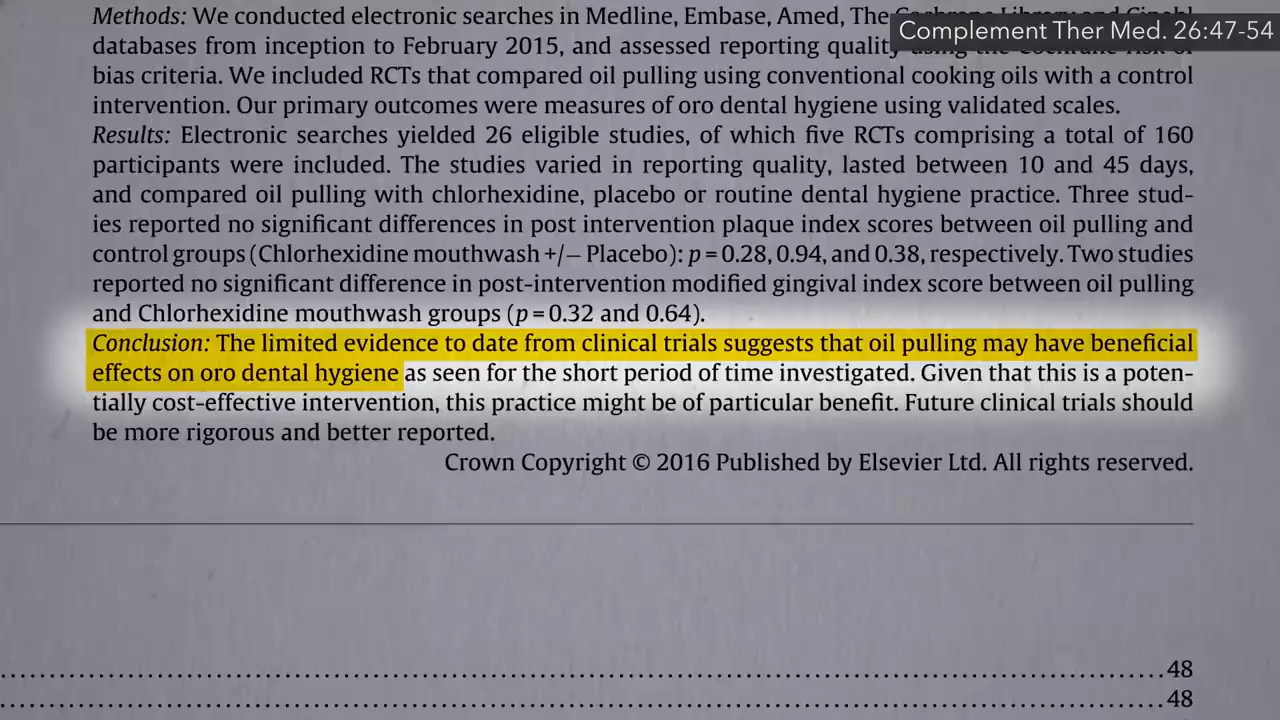 Complement Ther Med. 26:47-54
Methods: We conducted electronic searches in Medline, Embase, Amed, The
databases from inception to February 2015, and assessed reporting quality
bias criteria. We included RCTs that compared oil pulling using conventional cooking oils with a control
intervention. Our primary outcomes were measures of oro dental hygiene using validated scales.
Results: Electronic searches yielded 26 eligible studies, of which five RCTs comprising a total of 160
participants were included. The studies varied in reporting quality, lasted between 10 and 45 days,
and compared oil pulling with chlorhexidine, placebo or routine dental hygiene practice. Three stud-
ies reported no significant differences in post intervention plaque index scores between oil pulling and
control groups (Chlorhexidine mouthwash +/− Placebo): p = 0.28, 0.94, and 0.38, respectively. Two studies
reported no significant difference in post-intervention modified gingival index score between oil pulling
and Chlorhexidine mouthwash groups (p = 0.32 and 0.64).
Conclusion: The limited evidence to date from clinical trials suggests that oil pulling may have beneficial
effects on oro dental hygiene as seen for the short period of time investigated. Given that this is a poten-
tially cost-effective intervention, this practice might be of particular benefit. Future clinical trials should
be more rigorous and better reported.
Crown Copyright © 2016 Published by Elsevier Ltd. All rights reserved.
48
48